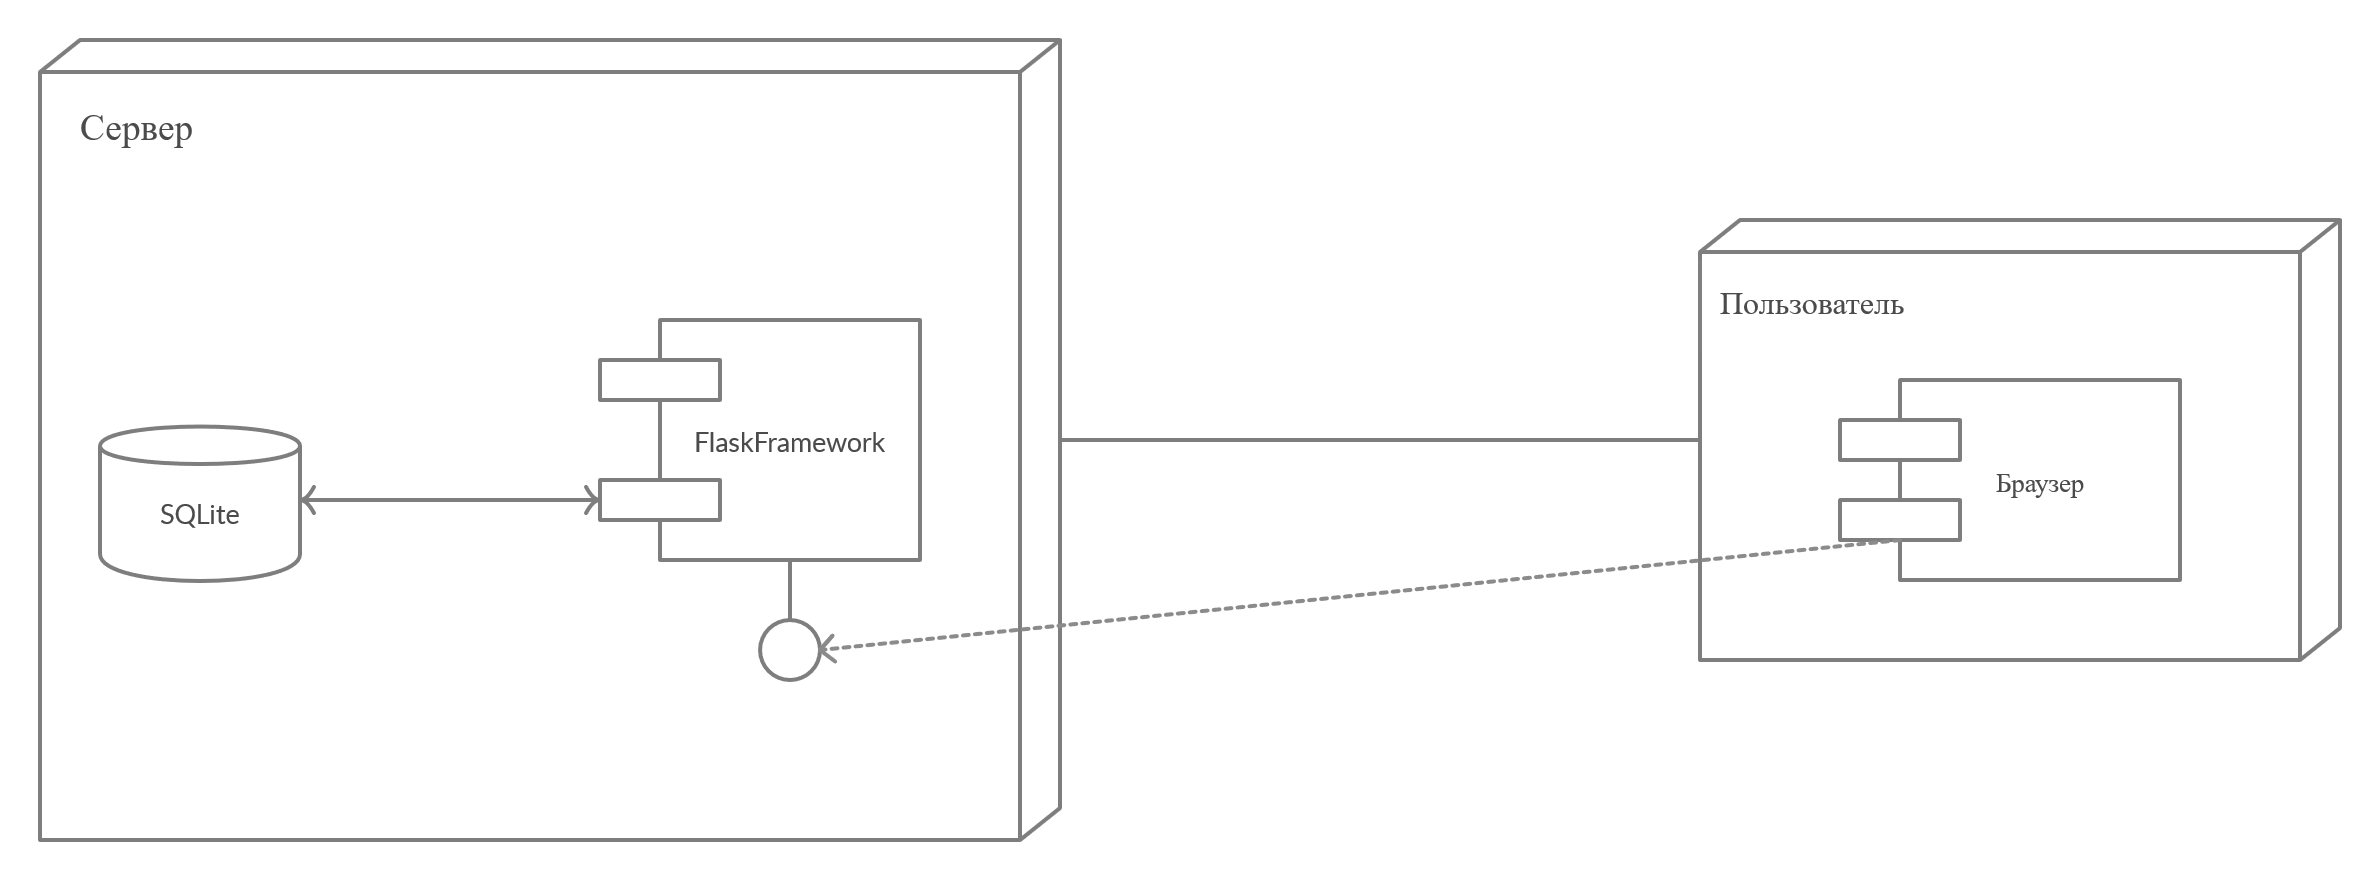 Сервер
Пользователь
FlaskFramework
Браузер
SQLite